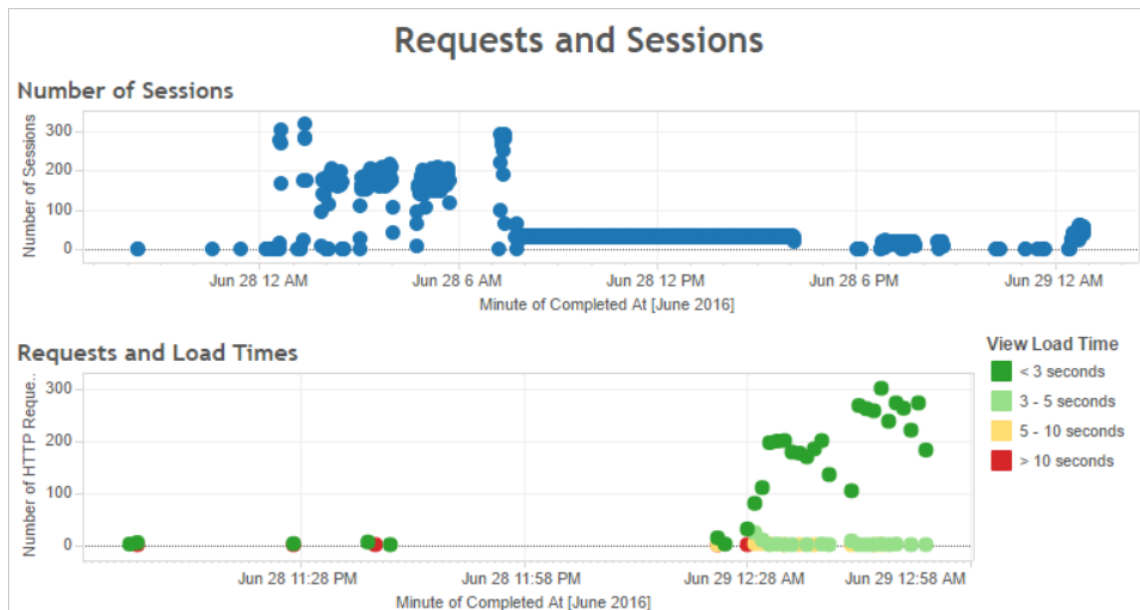 Requests and Sessions
Number of Sessions
Number of Sessions
300
200
100
0
Jun 28 12 AM
Jun 28 6 AM
Jun 28 12 PM
Jun 28 6 PM
Jun 29 12 AM
Minute of Completed At [June 2016]
Requests and Load Times
Number of HTTP Reque..
300
200
100
0
Jun 28 11:28 PM
Jun 28 11:58 PM
Jun 29 12:28 AM
Jun 29 12:58 AM
Minute of Completed At [June 2016]
View Load Time
< 3 seconds
3 - 5 seconds
5 - 10 seconds
> 10 seconds